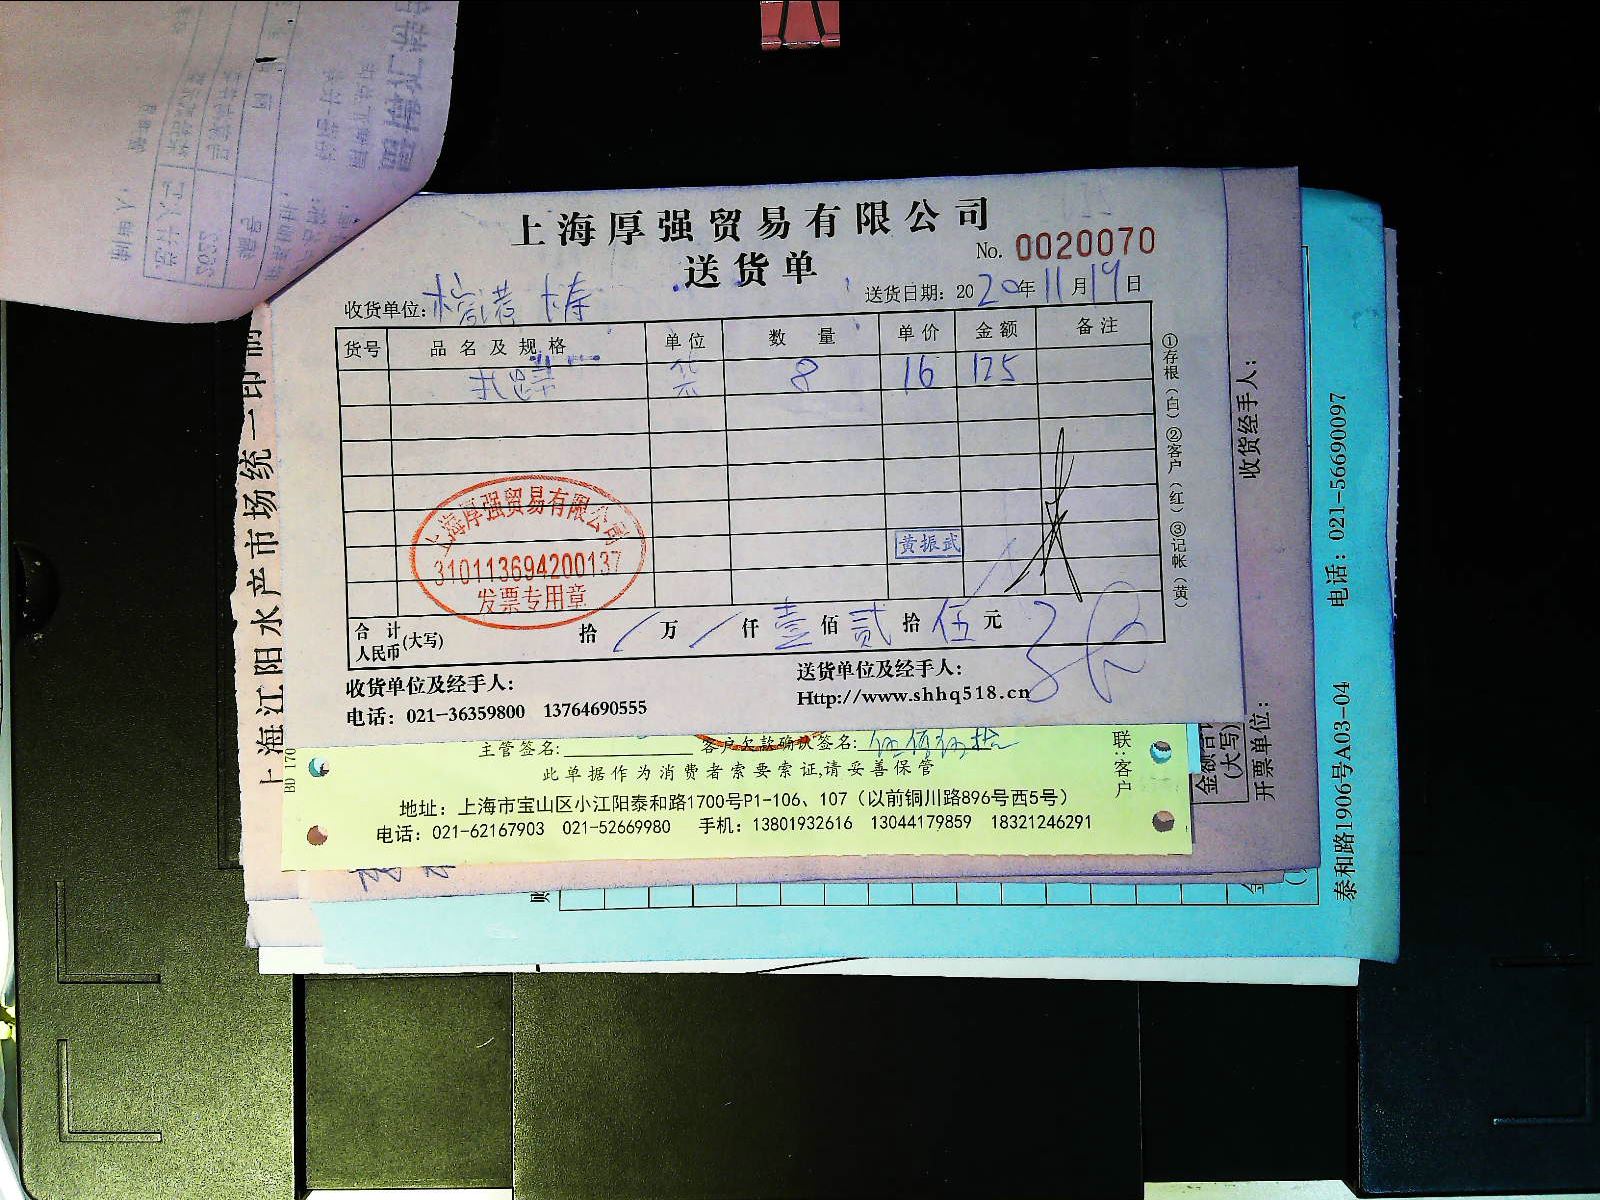 上海厚强贸易有限公司
送货单
No. 0020070
收货单位:
送货日期: 2020年11月19日
货号 品名及规格 单位 数量 单价 金额 备注
8 16 125
上海厚强贸易有限公司
310113694200137
发票专用章
黄振武
合计人民币(大写) 拾/万/仟壹佰贰拾伍元
收货单位及经手人:
送货单位及经手人:
电话: 021-36359800 13764690555
Http://www.shhq518.cn
①存根(白)②客户(红)③记帐(黄)
主管签名: 客户欠款确认签名:
此单据作为消费者索要索证,请妥善保管
地址: 上海市宝山区小江阳泰和路1700号P1-106、107(以前铜川路896号西5号)
电话: 021-62167903 021-52669980 手机: 13801932616 13044179859 18321246291
联:客户
上海江阳水产市场统一印制
收货经手人:
开票单位:
(大写)
电话: 021-56690097
泰和路1906号A03-04